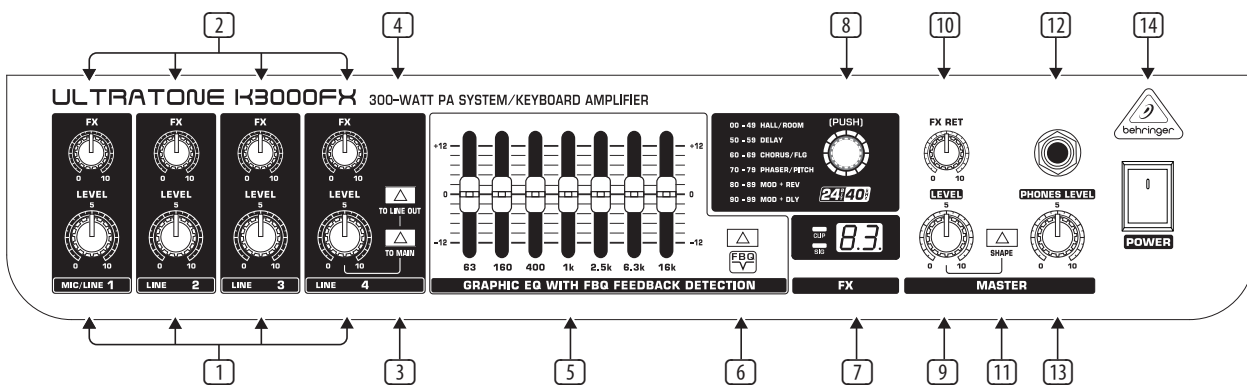 2 4 8 10 12 14
ULTRATONE K3000FX 300-WATT PA SYSTEM/KEYBOARD AMPLIFIER
behringer
FX FX FX FX
0 10 0 10 0 10 0 10
LEVEL LEVEL LEVEL LEVEL
5 5 5 5
0 10 0 10 0 10 0 10
TO LINE OUT
TO MAIN
MIC/LINE 1 LINE 2 LINE 3 LINE 4
+12 +12
0 0
-12 -12
63 160 400 1k 2.5k 6.3k 16k
FBQ
GRAPHIC EQ WITH FBQ FEEDBACK DETECTION
00 - 49 HALL/ROOM
50 - 59 DELAY
60 - 69 CHORUS/FLG
70 - 79 PHASER/PITCH
80 - 89 MOD + REV
90 - 99 MOD + DLY
(PUSH)
24 40
CLIP
SIG
8.3.
FX
FX RET
0 10
LEVEL
5
0 10
SHAPE
PHONES LEVEL
5
0 10
MASTER
POWER
1 3 5 6 7 9 11 13